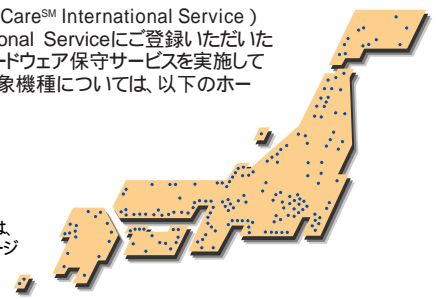 Care℠ International Service )
onal Serviceにご登録いただいた
ードウェア保守サービスを実施して
象機種については、以下のホー
は、
ージ